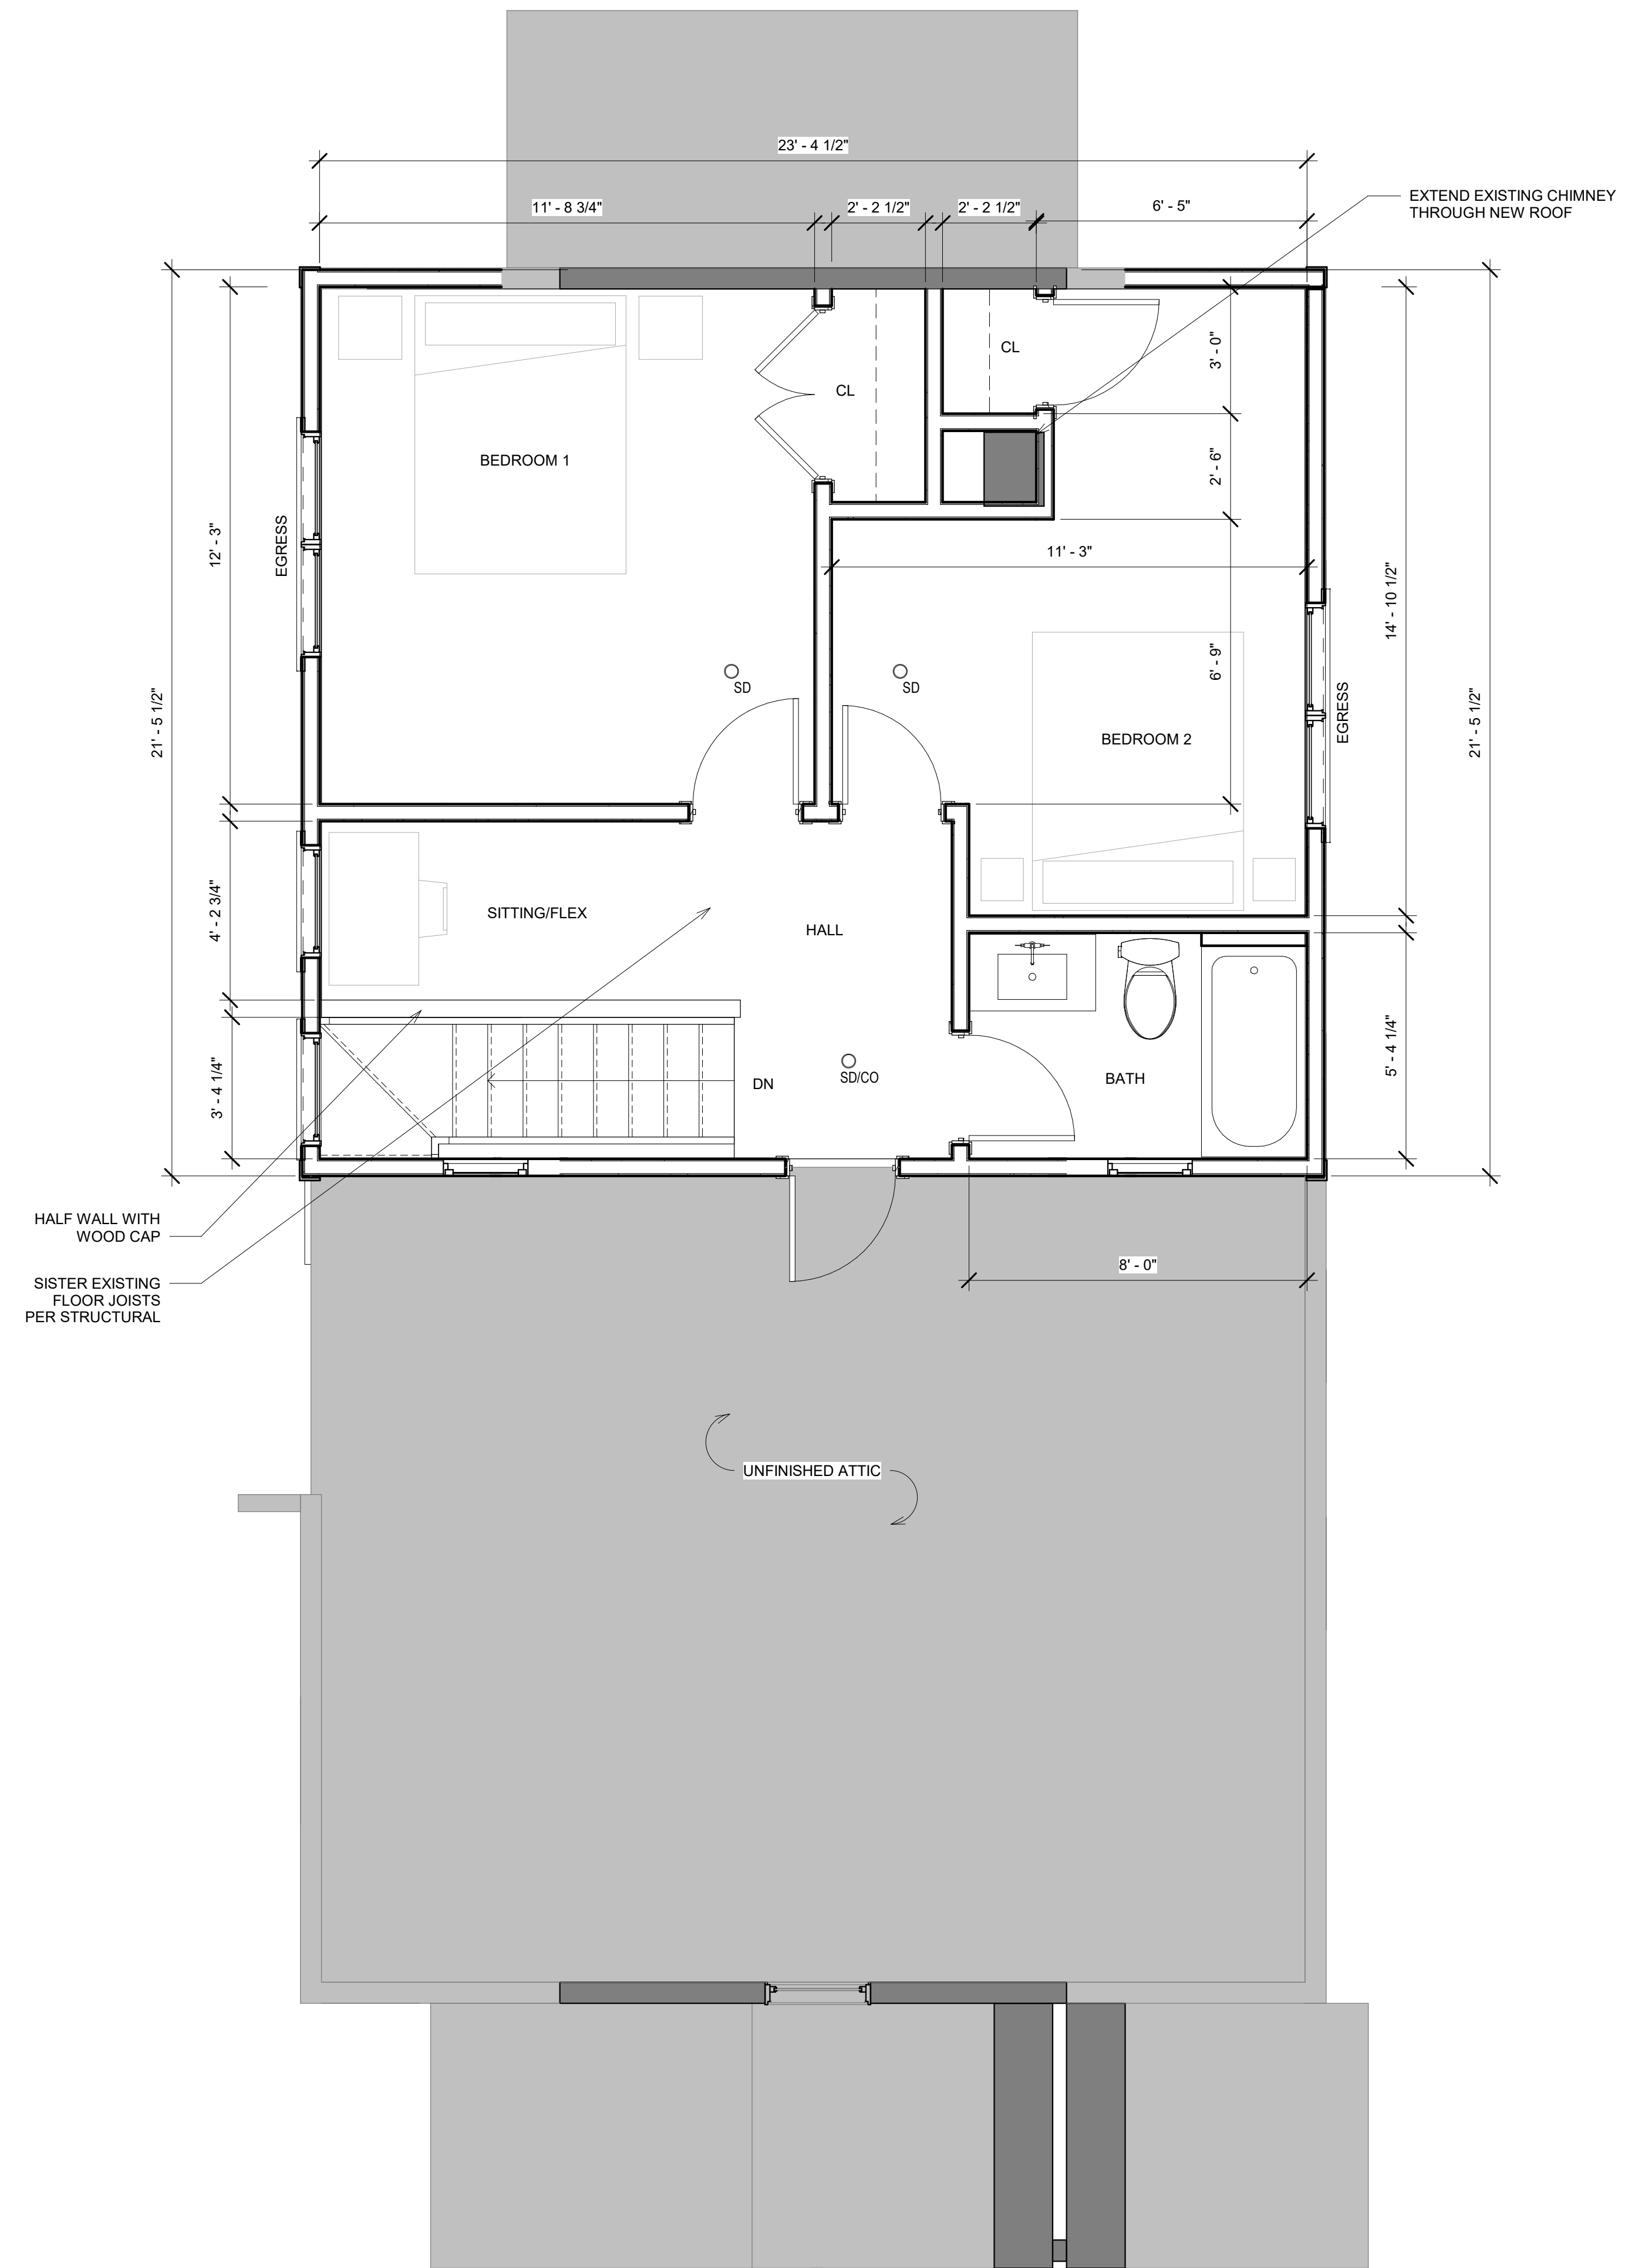 23' - 4 1/2"
EXTEND EXISTING CHIMNEY
THROUGH NEW ROOF
11' - 8 3/4"
2' - 2 1/2"
2' - 2 1/2"
6' - 5"
CL
3' - 0"
CL
BEDROOM 1
2' - 6"
EGRESS
12' - 3"
11' - 3"
14' - 10 1/2"
6' - 9"
SD
SD
21' - 5 1/2"
EGRESS
21' - 5 1/2"
BEDROOM 2
4' - 2 3/4"
SITTING/FLEX
HALL
3' - 4 1/4"
DN
SD/CO
BATH
5' - 4 1/4"
HALF WALL WITH
WOOD CAP
8' - 0"
SISTER EXISTING
FLOOR JOISTS
PER STRUCTURAL
UNFINISHED ATTIC